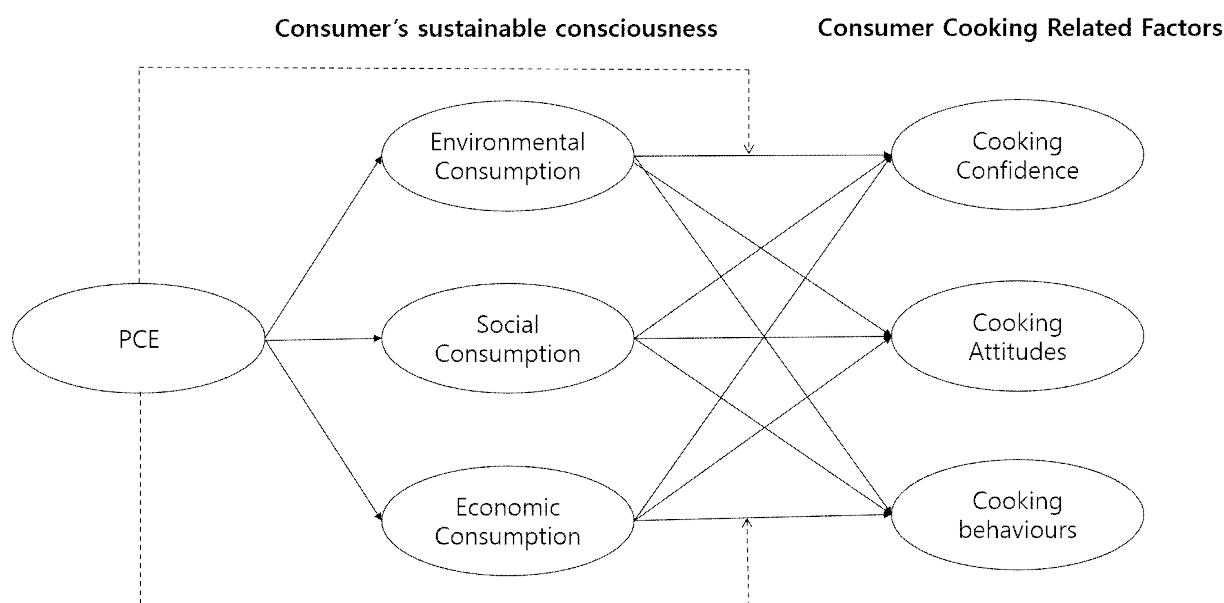 Consumer's sustainable consciousness
Consumer Cooking Related Factors
Environmental
Consumption
Cooking
Confidence
PCE
Social
Consumption
Cooking
Attitudes
Economic
Consumption
Cooking
behaviours